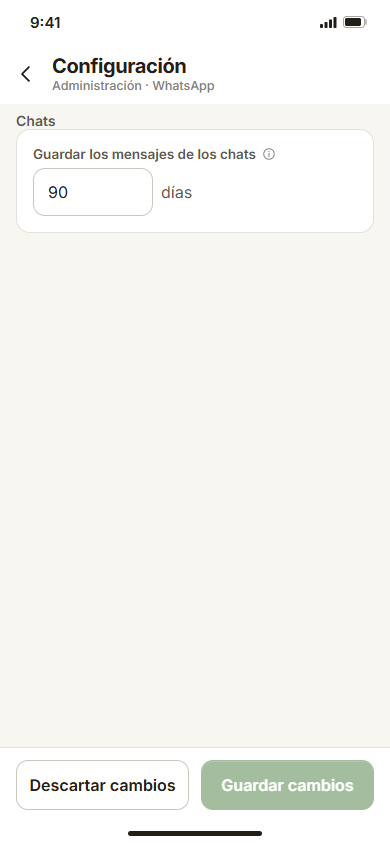 9:41
Configuración
Administración · WhatsApp
Chats
Guardar los mensajes de los chats
90 días
Descartar cambios Guardar cambios